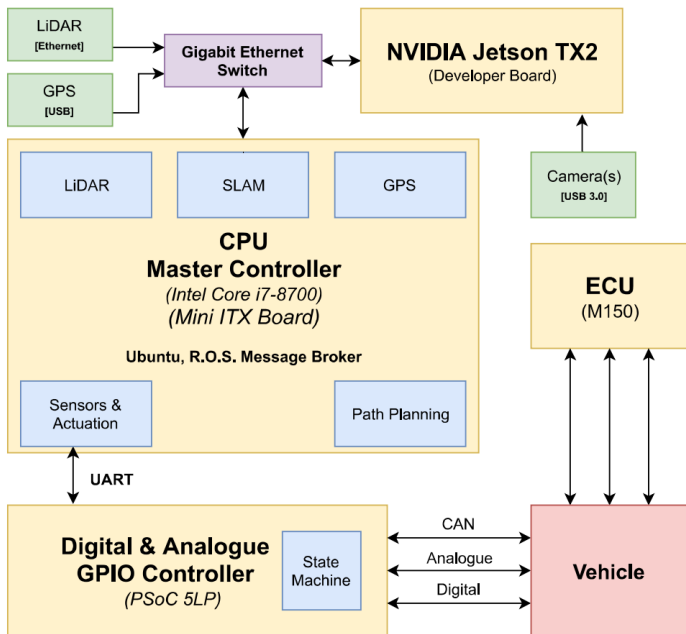 LiDAR
[Ethernet]
GPS
[USB]
Gigabit Ethernet
Switch
NVIDIA Jetson TX2
(Developer Board)
Camera(s)
[USB 3.0]
LiDAR
SLAM
GPS
CPU
Master Controller
(Intel Core i7-8700)
(Mini ITX Board)
Ubuntu, R.O.S. Message Broker
Sensors &
Actuation
Path Planning
ECU
(M150)
UART
Digital & Analogue
GPIO Controller
(PSoC 5LP)
State
Machine
CAN
Analogue
Digital
Vehicle